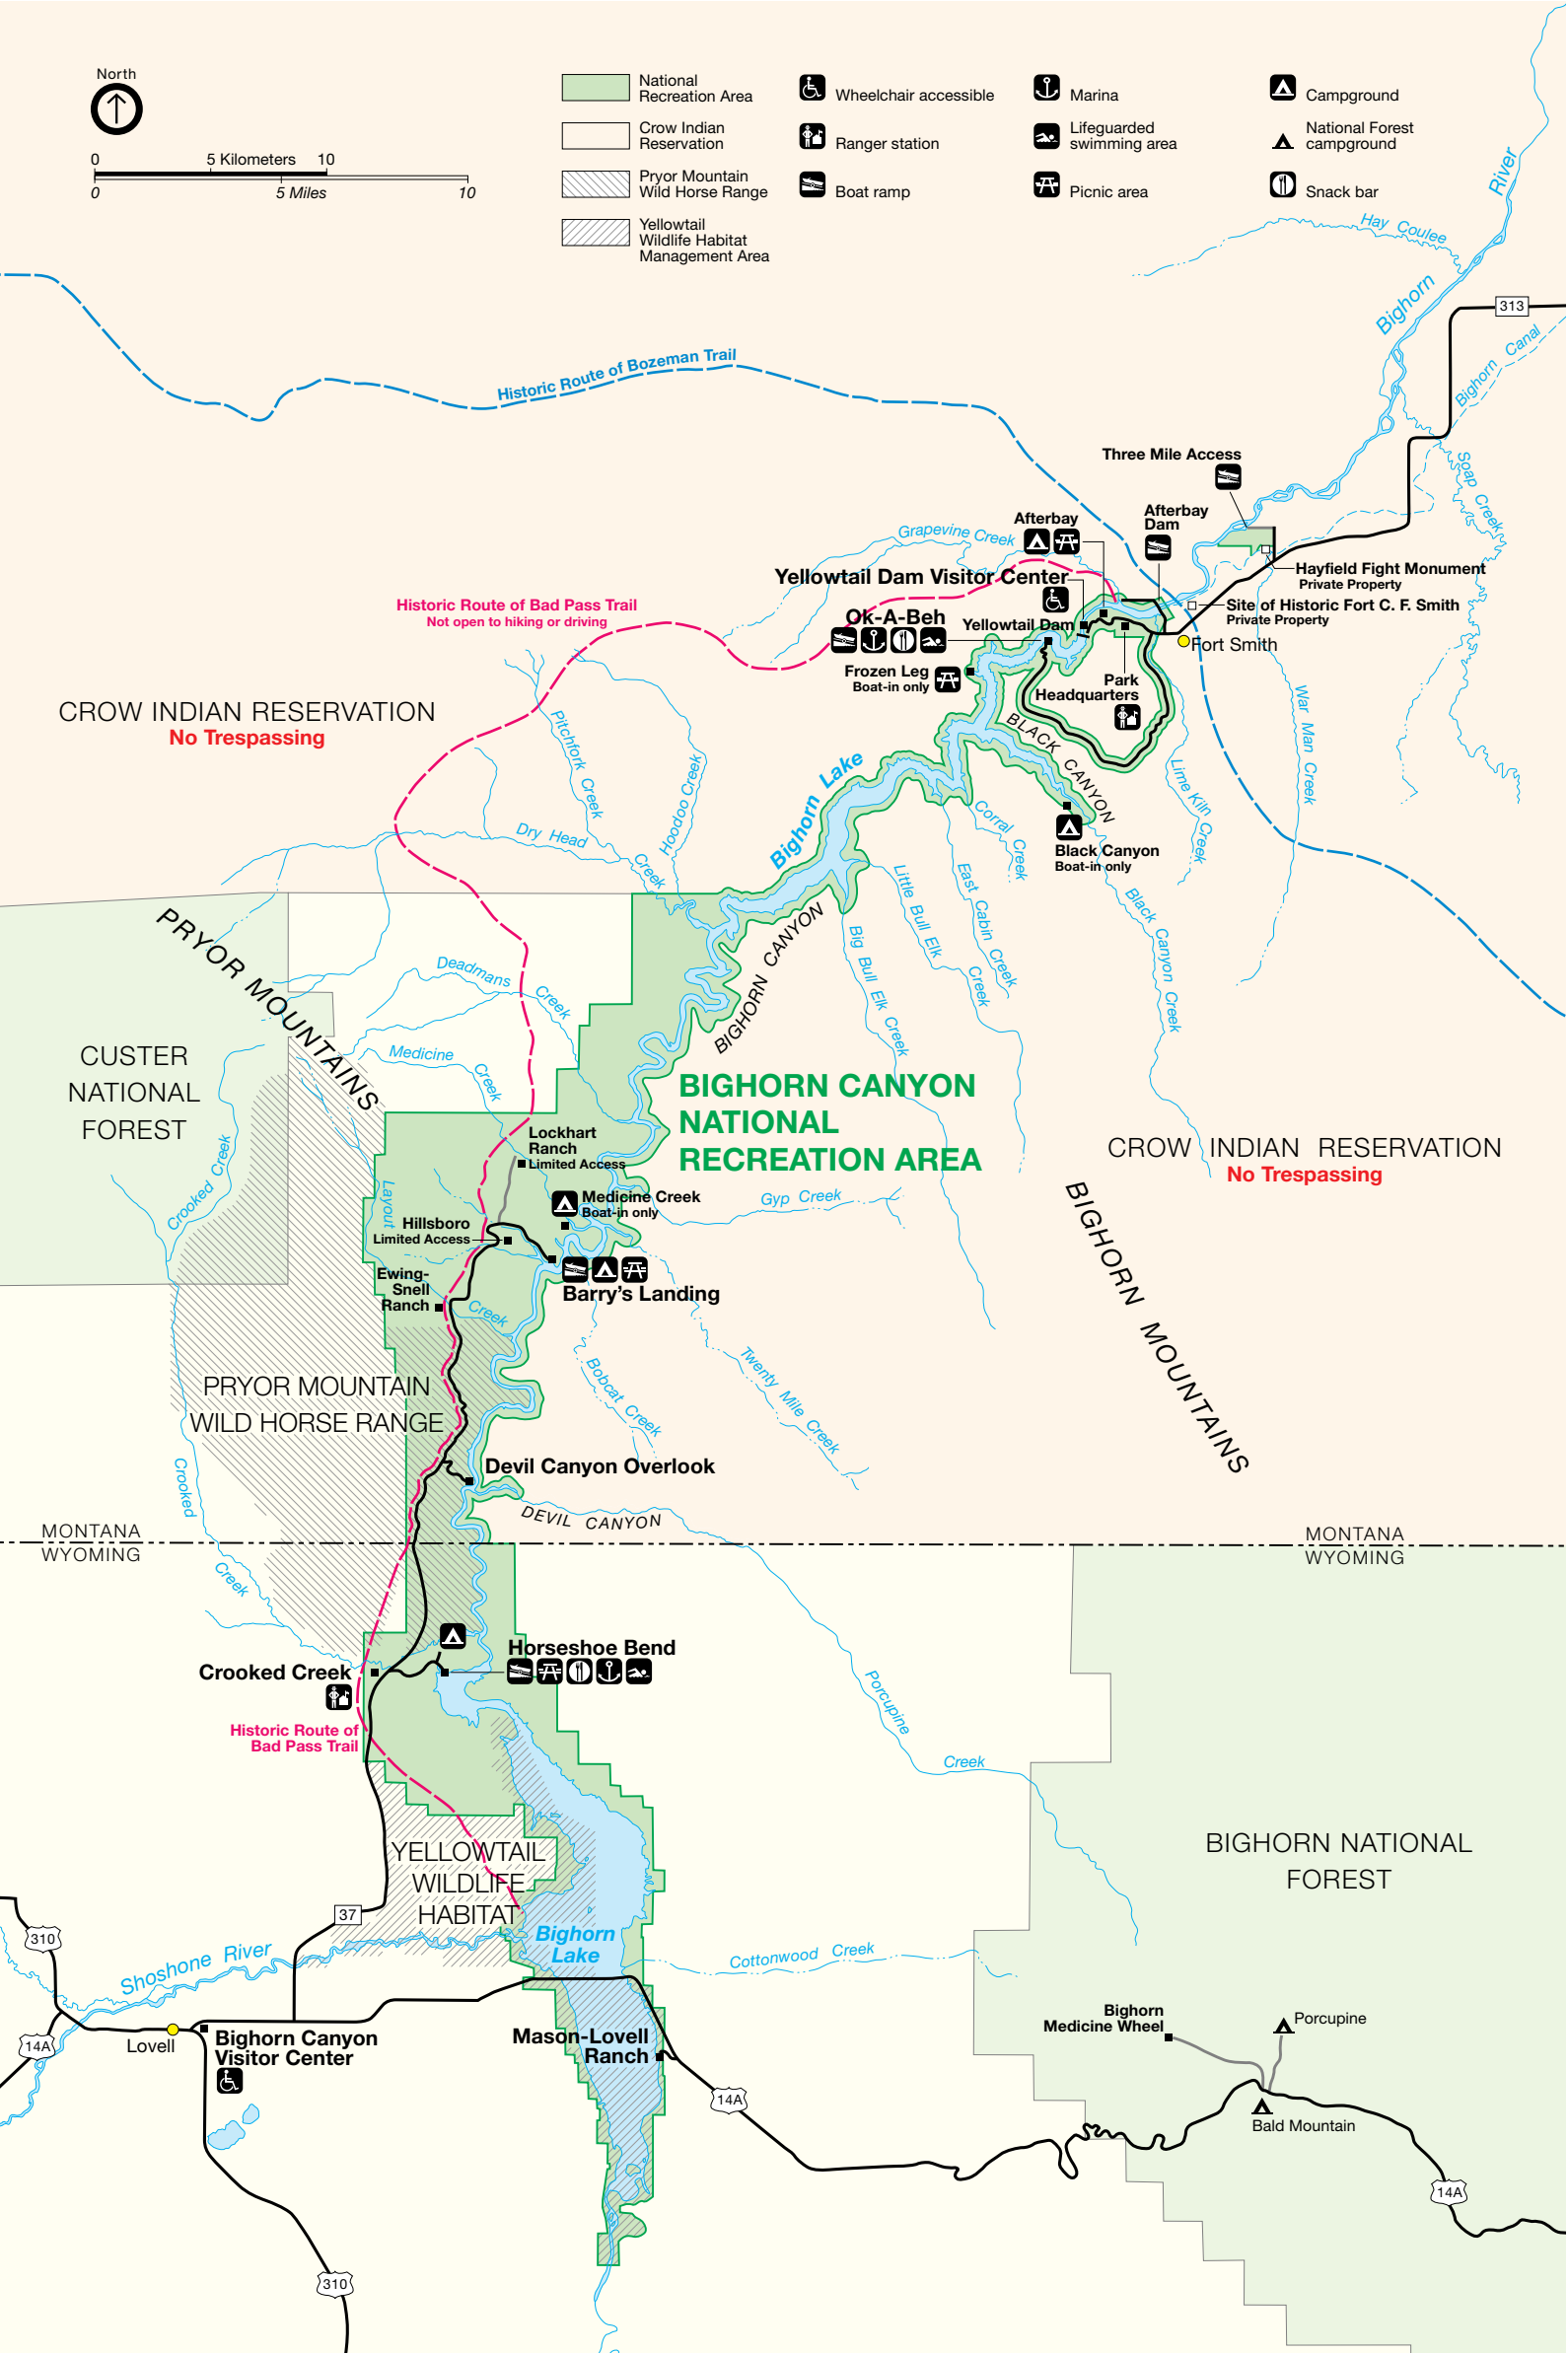 North
0
5 Kilometers
10
0
5 Miles
10
National
Recreation Area
Crow Indian
Reservation
Pryor Mountain
Wild Horse Range
Yellowtail
Wildlife Habitat
Management Area
Wheelchair accessible
Ranger station
Boat ramp
Marina
Lifeguarded
swimming area
Picnic area
Campground
National Forest
campground
Snack bar
River
Bighorn
Hay Coulee
313
Bighorn Canal
Soap Creek
Historic Route of Bozeman Trail
Three Mile Access
Afterbay
Dam
Afterbay
Grapevine Creek
Yellowtail Dam Visitor Center
Hayfield Fight Monument
Private Property
Site of Historic Fort C. F. Smith
Private Property
Fort Smith
Historic Route of Bad Pass Trail
Not open to hiking or driving
Ok-A-Beh
Yellowtail Dam
Frozen Leg
Boat-in only
Park
Headquarters
CROW INDIAN RESERVATION
No Trespassing
BLACK CANYON
War Man Creek
Lime Kiln Creek
Pitchfork Creek
Hoodoo Creek
Dry Head Creek
Bighorn Lake
Corral Creek
Black Canyon
Boat-in only
Little Bull Elk Creek
East Cabin Creek
Big Bull Elk Creek
Black Canyon Creek
PRYOR MOUNTAINS
BIGHORN CANYON
Deadmans Creek
Medicine Creek
CUSTER
NATIONAL
FOREST
BIGHORN CANYON
NATIONAL
RECREATION AREA
CROW INDIAN RESERVATION
No Trespassing
Lockhart
Ranch
Limited Access
Crooked Creek
Layout Creek
Medicine Creek
Boat-in only
Gyp Creek
Hillsboro
Limited Access
Ewing-
Snell
Ranch
Barry's Landing
BIGHORN MOUNTAINS
PRYOR MOUNTAIN
WILD HORSE RANGE
Bobcat Creek
Twenty Mile Creek
Devil Canyon Overlook
DEVIL CANYON
Crooked Creek
MONTANA
WYOMING
MONTANA
WYOMING
Horseshoe Bend
Crooked Creek
Historic Route of
Bad Pass Trail
Porcupine Creek
YELLOWTAIL
WILDLIFE
HABITAT
BIGHORN NATIONAL
FOREST
37
310
Shoshone River
Bighorn
Lake
Cottonwood Creek
14A
Lovell
Bighorn Canyon
Visitor Center
Mason-Lovell
Ranch
14A
Bighorn
Medicine Wheel
Porcupine
Bald Mountain
14A
310